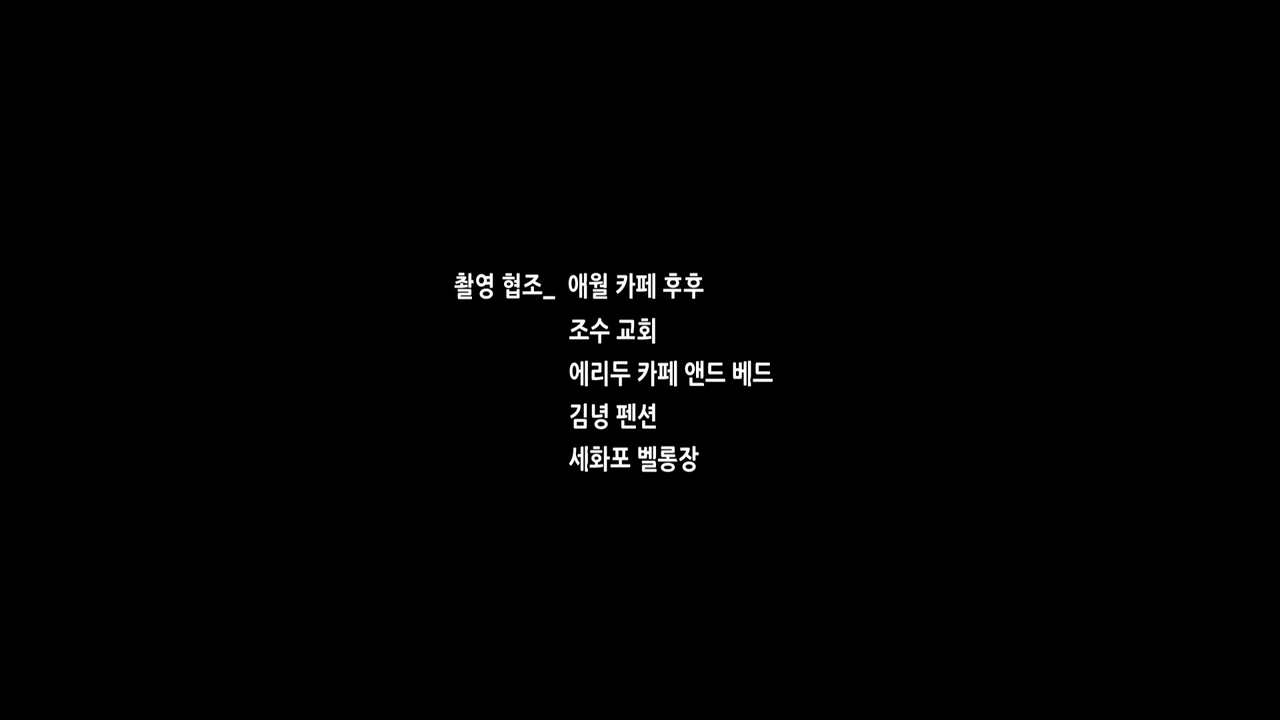 촬영 협조_ 애월 카페 후후
조수 교회
에리두 카페 앤드 베드
김녕 펜션
세화포 벨롱장